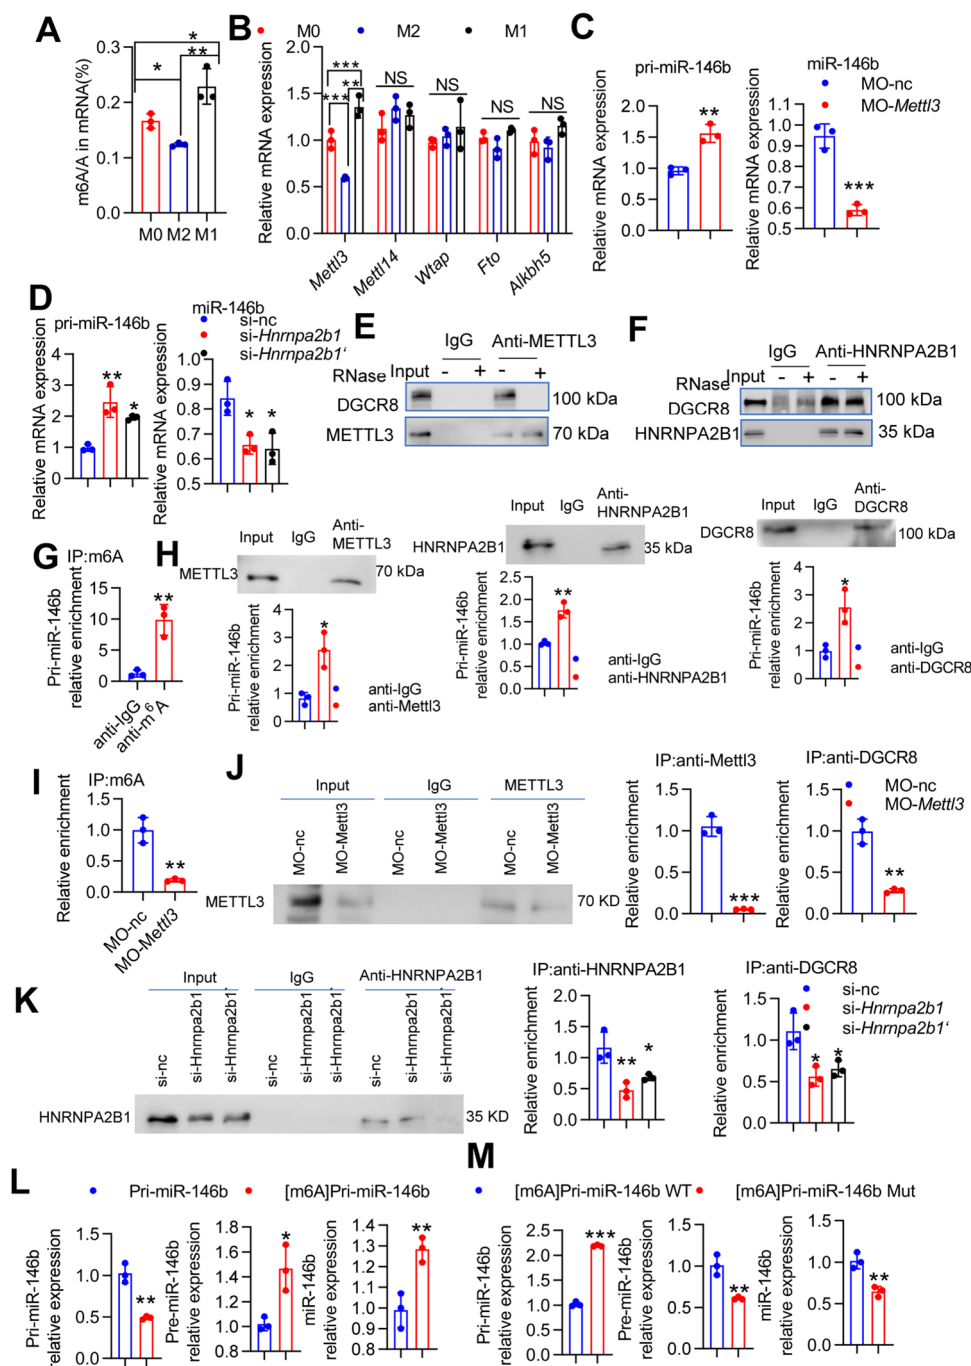 A
m6A/A in mRNA(%)
0.3
0.2
0.1
0.0
*
*
**
M0 M2 M1
B
M0 M2 M1
Relative mRNA expression
2.0
1.5
1.0
0.5
0.0
***
***
**
NS
NS
NS
NS
Mettl3
Mettl14
Wtap
Fto
Alkbh5
C
pri-miR-146b
Relative mRNA expression
2.0
1.5
1.0
0.5
0.0
**
miR-146b
MO-nc
MO-Mettl3
Relative mRNA expression
1.1
1.0
0.9
0.8
0.7
0.6
0.5
***
D
pri-miR-146b
Relative mRNA expression
4
3
2
1
0
**
*
miR-146b
si-nc
si-Hnrnpa2b1
si-Hnrnpa2b1‘
Relative mRNA expression
1.0
0.9
0.8
0.7
0.6
0.5
*
*
E
IgG Anti-METTL3
RNase Input - + - +
DGCR8 100 kDa
METTL3 70 kDa
F
IgG Anti-HNRNPA2B1
RNase Input - + - +
DGCR8 100 kDa
HNRNPA2B1 35 kDa
G
IP:m6A
Pri-miR-146b
relative enrichment
15
10
5
0
**
anti-IgG
anti-m6A
H
Input IgG Anti-METTL3
METTL3 70 kDa
Pri-miR-146b
relative enrichment
4
3
2
1
0
*
anti-IgG
anti-Mettl3
Input IgG Anti-HNRNPA2B1
HNRNPA2B1 35 kDa
Pri-miR-146b
relative enrichment
2.5
2.0
1.5
1.0
0.5
0.0
**
anti-IgG
anti-HNRNPA2B1
Input IgG Anti-DGCR8
DGCR8 100 kDa
Pri-miR-146b
relative enrichment
4
3
2
1
0
*
anti-IgG
anti-DGCR8
I
IP:m6A
Relative enrichment
1.5
1.0
0.5
0.0
**
MO-nc
MO-Mettl3
J
Input IgG METTL3
MO-nc
MO-Mettl3
MO-nc
MO-Mettl3
MO-nc
MO-Mettl3
METTL3 70 KD
IP:anti-Mettl3
Relative enrichment
1.5
1.0
0.5
0.0
***
IP:anti-DGCR8
MO-nc
MO-Mettl3
Relative enrichment
1.5
1.0
0.5
0.0
**
K
Input IgG Anti-HNRNPA2B1
si-nc
si-Hnrnpa2b1
si-Hnrnpa2b1‘
si-nc
si-Hnrnpa2b1
si-Hnrnpa2b1‘
si-nc
si-Hnrnpa2b1
si-Hnrnpa2b1‘
HNRNPA2B1 35 KD
IP:anti-HNRNPA2B1
Relative enrichment
2.0
1.5
1.0
0.5
0.0
**
*
IP:anti-DGCR8
si-nc
si-Hnrnpa2b1
si-Hnrnpa2b1‘
Relative enrichment
1.5
1.0
0.5
0.0
*
*
L
Pri-miR-146b [m6A]Pri-miR-146b
Pri-miR-146b
relative expression
1.5
1.0
0.5
0.0
**
Pre-miR-146b
relative expression
1.8
1.6
1.4
1.2
1.0
0.8
*
miR-146b
relative expression
1.4
1.3
1.2
1.1
1.0
0.9
0.8
**
M
[m6A]Pri-miR-146b WT [m6A]Pri-miR-146b Mut
Pri-miR-146b
relative expression
2.5
2.0
1.5
1.0
0.5
0.0
***
Pre-miR-146b
relative expression
1.5
1.0
0.5
0.0
**
miR-146b
relative expression
1.5
1.0
0.5
0.0
**